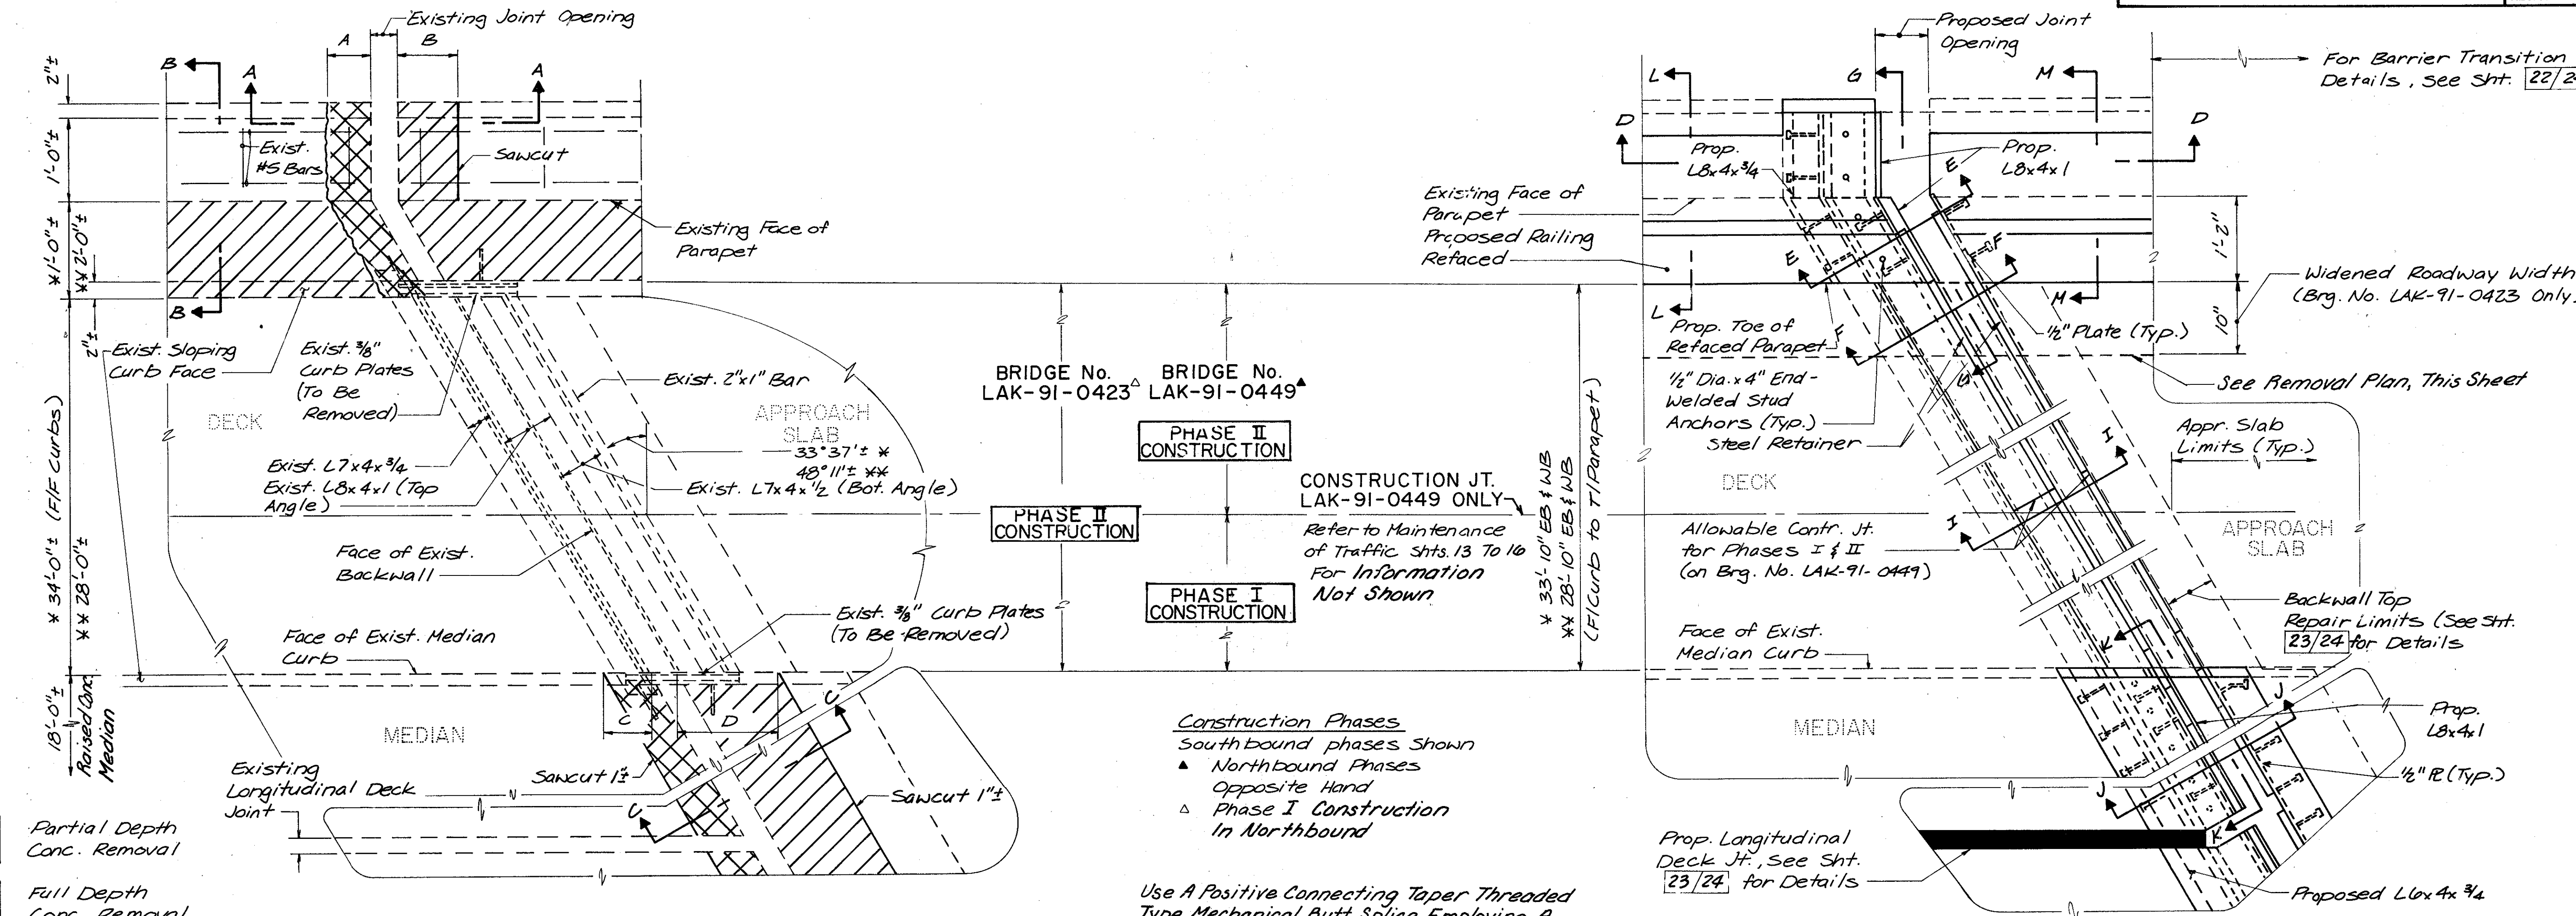 Existing Joint Opening
A
B
B
A
A
2"±
1'-0"±
Exist.
#5 Bars
Sawcut
*1'-0"±
**2'-0"±
Existing Face of
Parapet
B
2"±
Exist. Sloping
Curb Face
Exist. 3/8"
Curb Plates
(To Be
Removed)
Exist. 2"x1" Bar
DECK
APPROACH
SLAB
33°37'± *
48°11'± **
Exist. L7x4x3/4
Exist. L8x4x1 (Top
Angle)
Exist. L7x4x1/2 (Bot. Angle)
* 34'-0"± (F/F Curbs)
** 28'-0"±
Face of Exist.
Backwall
Exist. 3/8" Curb Plates
(To Be Removed)
Face of Exist. Median
Curb
18'-0"±
Raised Conc.
Median
C
D
C
MEDIAN
Existing
Longitudinal Deck
Joint
Sawcut 1"±
C
Sawcut 1"±
Partial Depth
Conc. Removal
Full Depth
Conc. Removal
BRIDGE No.
LAK-91-0423△
BRIDGE No.
LAK-91-0449▲
PHASE II
CONSTRUCTION
PHASE II
CONSTRUCTION
PHASE I
CONSTRUCTION
CONSTRUCTION JT.
LAK-91-0449 ONLY
Refer to Maintenance
of Traffic Shts. 13 To 16
For Information
Not Shown
* 33'-10" EB & WB
** 28'-10" EB & WB
(F/Curb to T/Parapet)
Construction Phases
Southbound phases Shown
▲ Northbound Phases
Opposite Hand
△ Phase I Construction
In Northbound
Use A Positive Connecting Taper Threaded
Type Mechanical Butt Splice Employing A
Proposed Joint
Opening
For Barrier Transition
Details, See Sht. 22/24
L
G
M
D
D
Prop.
L8x4x3/4
Prop.
L8x4x1
E
Existing Face of
Parapet
Proposed Railing
Refaced
E
F
1'-2"
10"
Widened Roadway Width
(Brg. No. LAK-91-0423 Only)
L
M
Prop. Toe of
Refaced Parapet
F
G
1/2" Plate (Typ.)
See Removal Plan, This Sheet
1/2" Dia. x 4" End-
Welded Stud
Anchors (Typ.)
Steel Retainer
Appr. Slab
Limits (Typ.)
I
I
DECK
APPROACH
SLAB
Allowable Contr. Jt.
for Phases I & II
(on Brg. No. LAK-91-0449)
Backwall Top
Repair Limits (See Sht.
23/24 for Details
Face of Exist.
Median Curb
K
J
MEDIAN
Prop.
L8x4x1
1/2" PL (Typ.)
J
K
Prop. Longitudinal
Deck Jt., See Sht.
23/24 for Details
Proposed L6x4x3/4